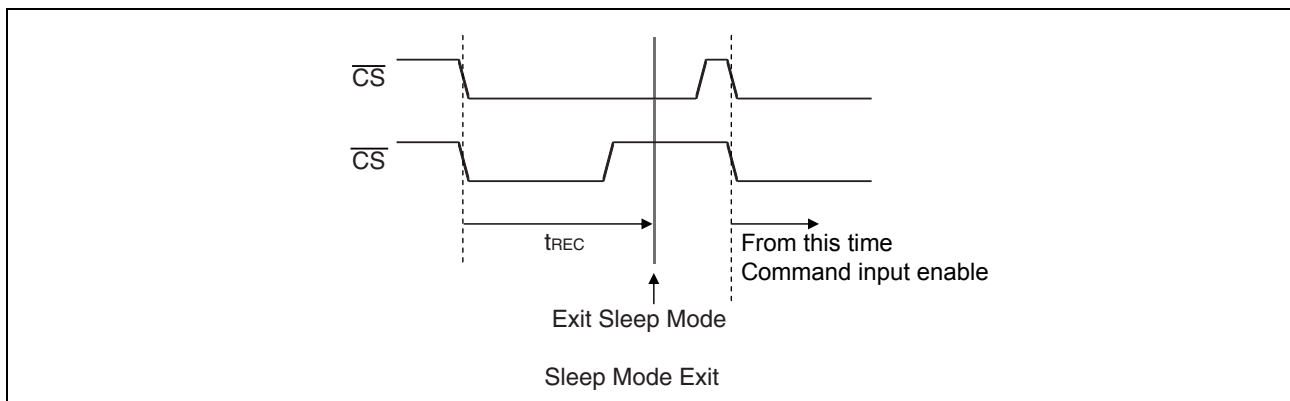 CS
CS
tREC
From this time
Command input enable
Exit Sleep Mode
Sleep Mode Exit